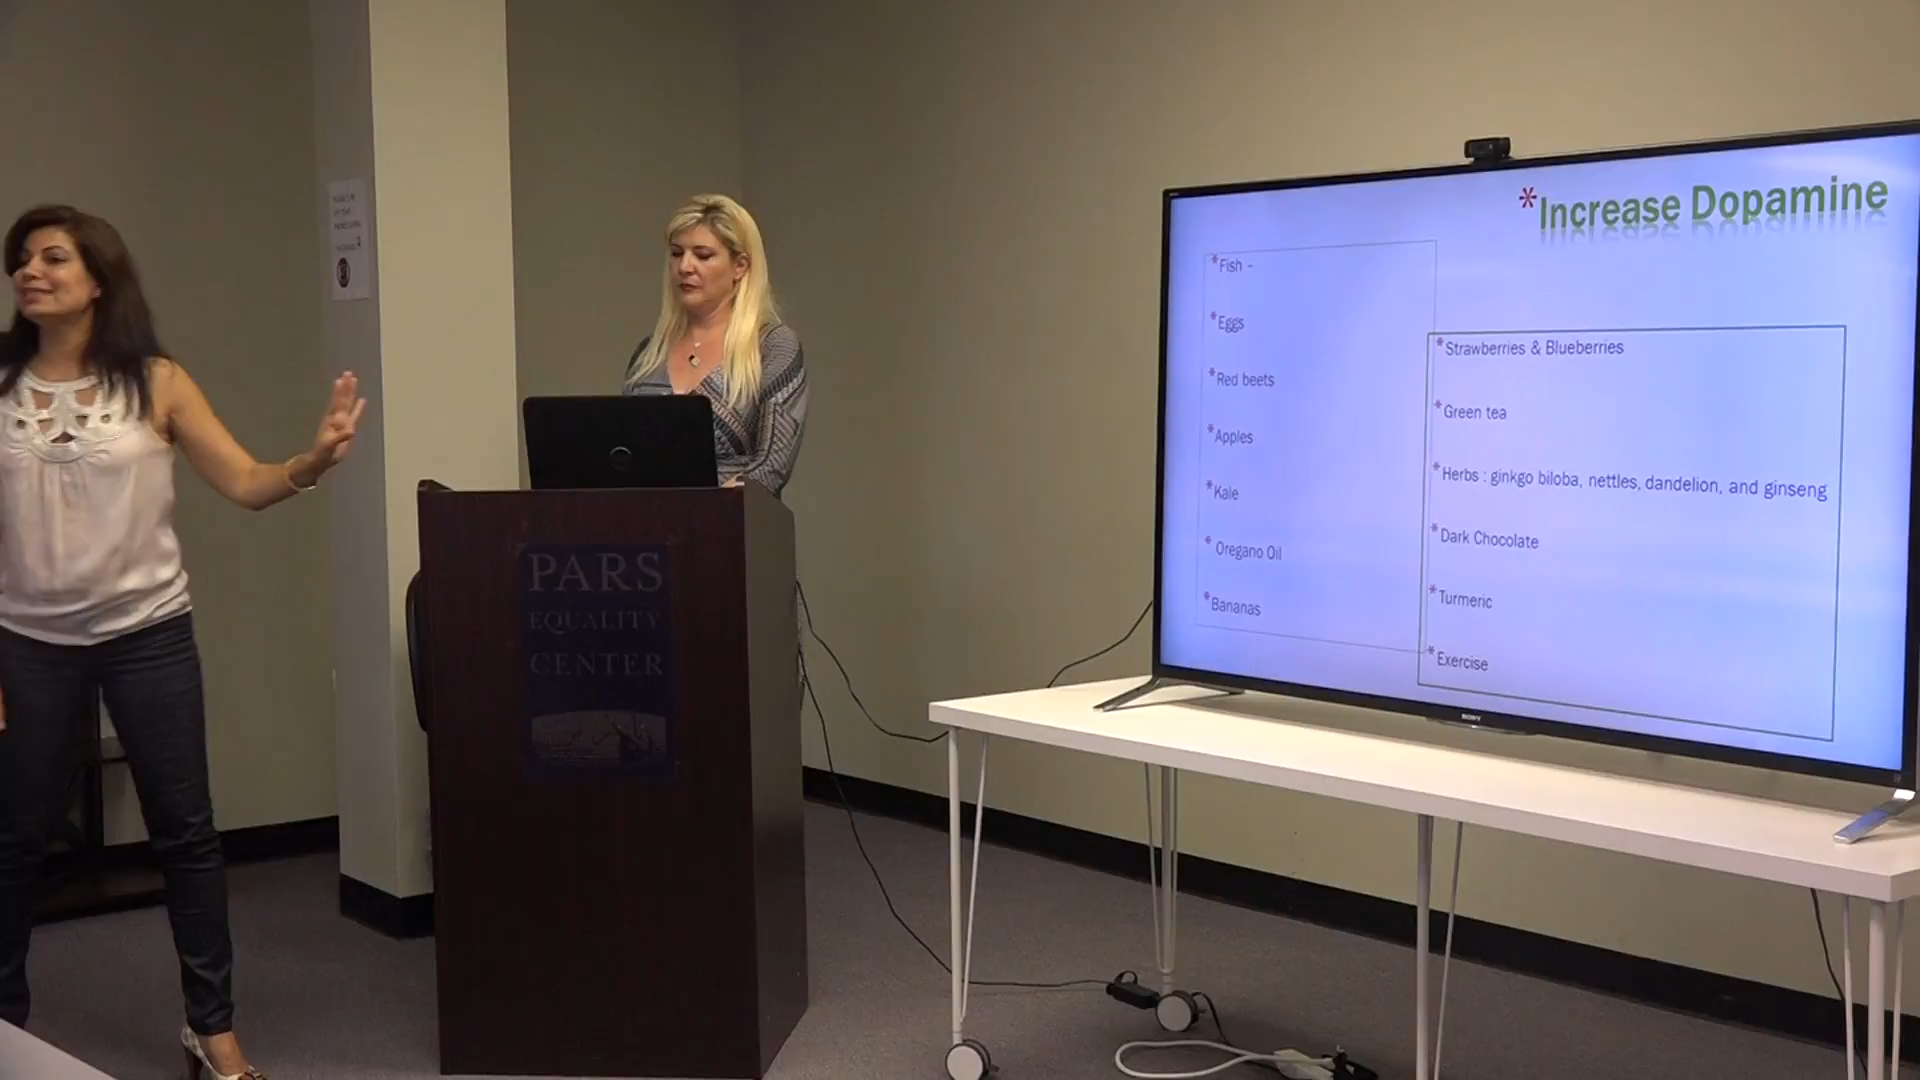 *Increase Dopamine
*Fish -
*Eggs
*Red beets
*Apples
*Kale
* Oregano Oil
*Bananas
*Strawberries & Blueberries
*Green tea
*Herbs : ginkgo biloba, nettles, dandelion, and ginseng
*Dark Chocolate
*Turmeric
*Exercise
SONY
PARS
EQUALITY
CENTER